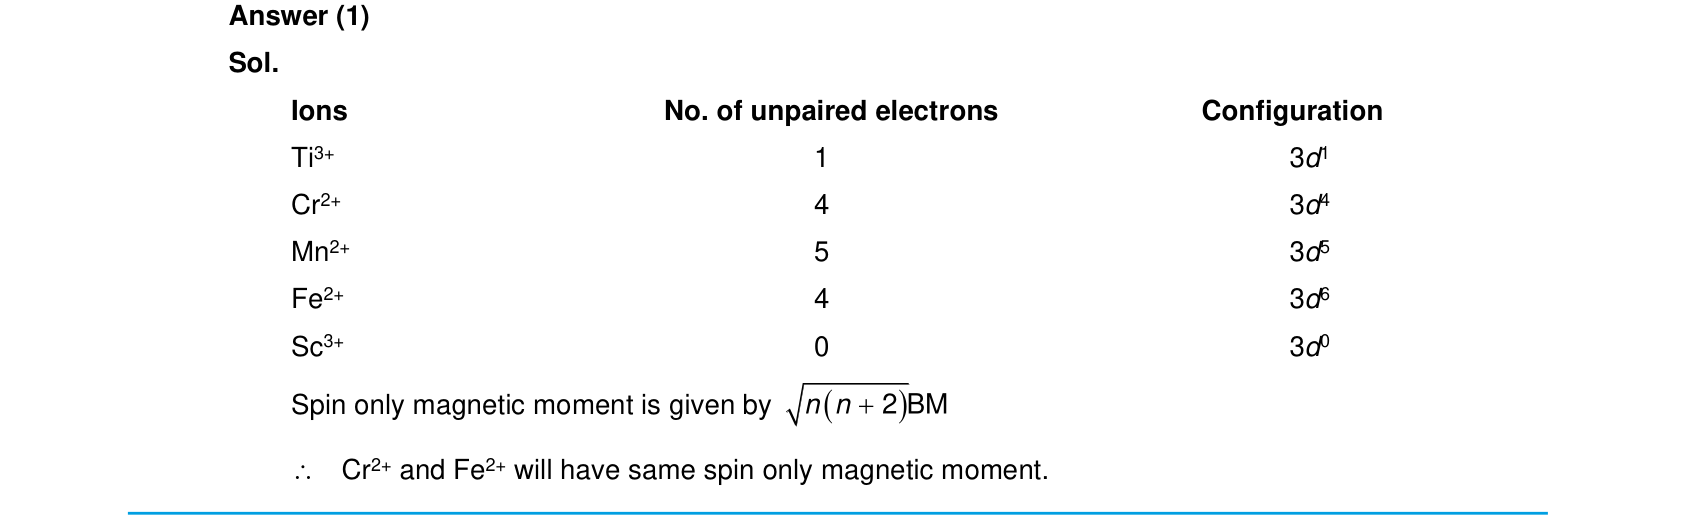 Answer (1)
Sol.
Ions No. of unpaired electrons Configuration
Ti³⁺ 1 3d¹
Cr²⁺ 4 3d⁴
Mn²⁺ 5 3d⁵
Fe²⁺ 4 3d⁶
Sc³⁺ 0 3d⁰
Spin only magnetic moment is given by √n(n + 2)BM
∴ Cr²⁺ and Fe²⁺ will have same spin only magnetic moment.